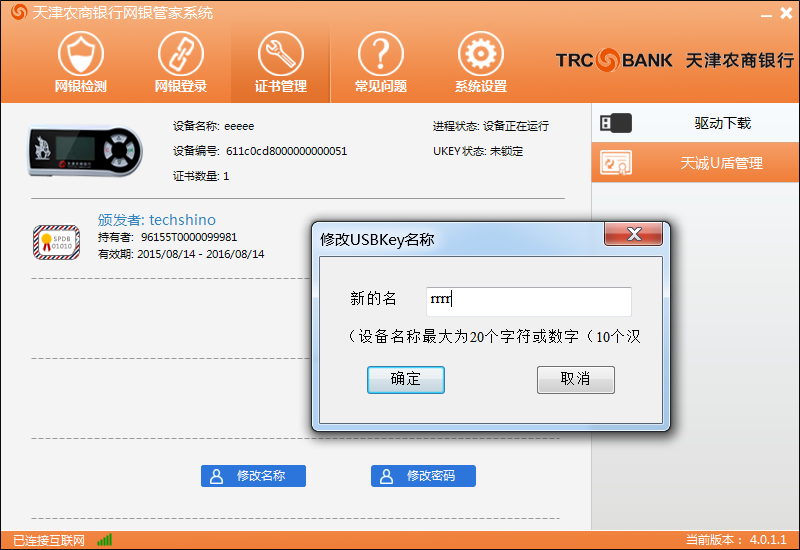 天津农商银行网银管家系统
网银检测
网银登录
证书管理
常见问题
系统设置
TRC BANK 天津农商银行
设备名称: eeeee
进程状态: 设备正在运行
设备编号: 611c0cd8000000000051
UKEY状态: 未锁定
证书数量: 1
驱动下载
天诚U盾管理
颁发者: techshino
持有者: 96155T0000099981
有效期: 2015/08/14 - 2016/08/14
SPDB
01010
修改USBKey名称
新的名
rrrr
（设备名称最大为20个字符或数字（10个汉
确定
取消
修改名称
修改密码
已连接互联网
当前版本： 4.0.1.1